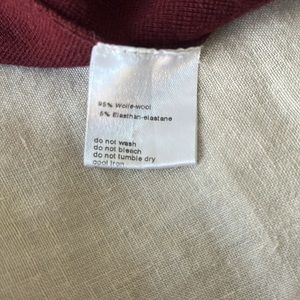 95% Wolle-wool
5% Elasthan-elastane
do not wash
do not bleach
do not tumble dry
cool iron